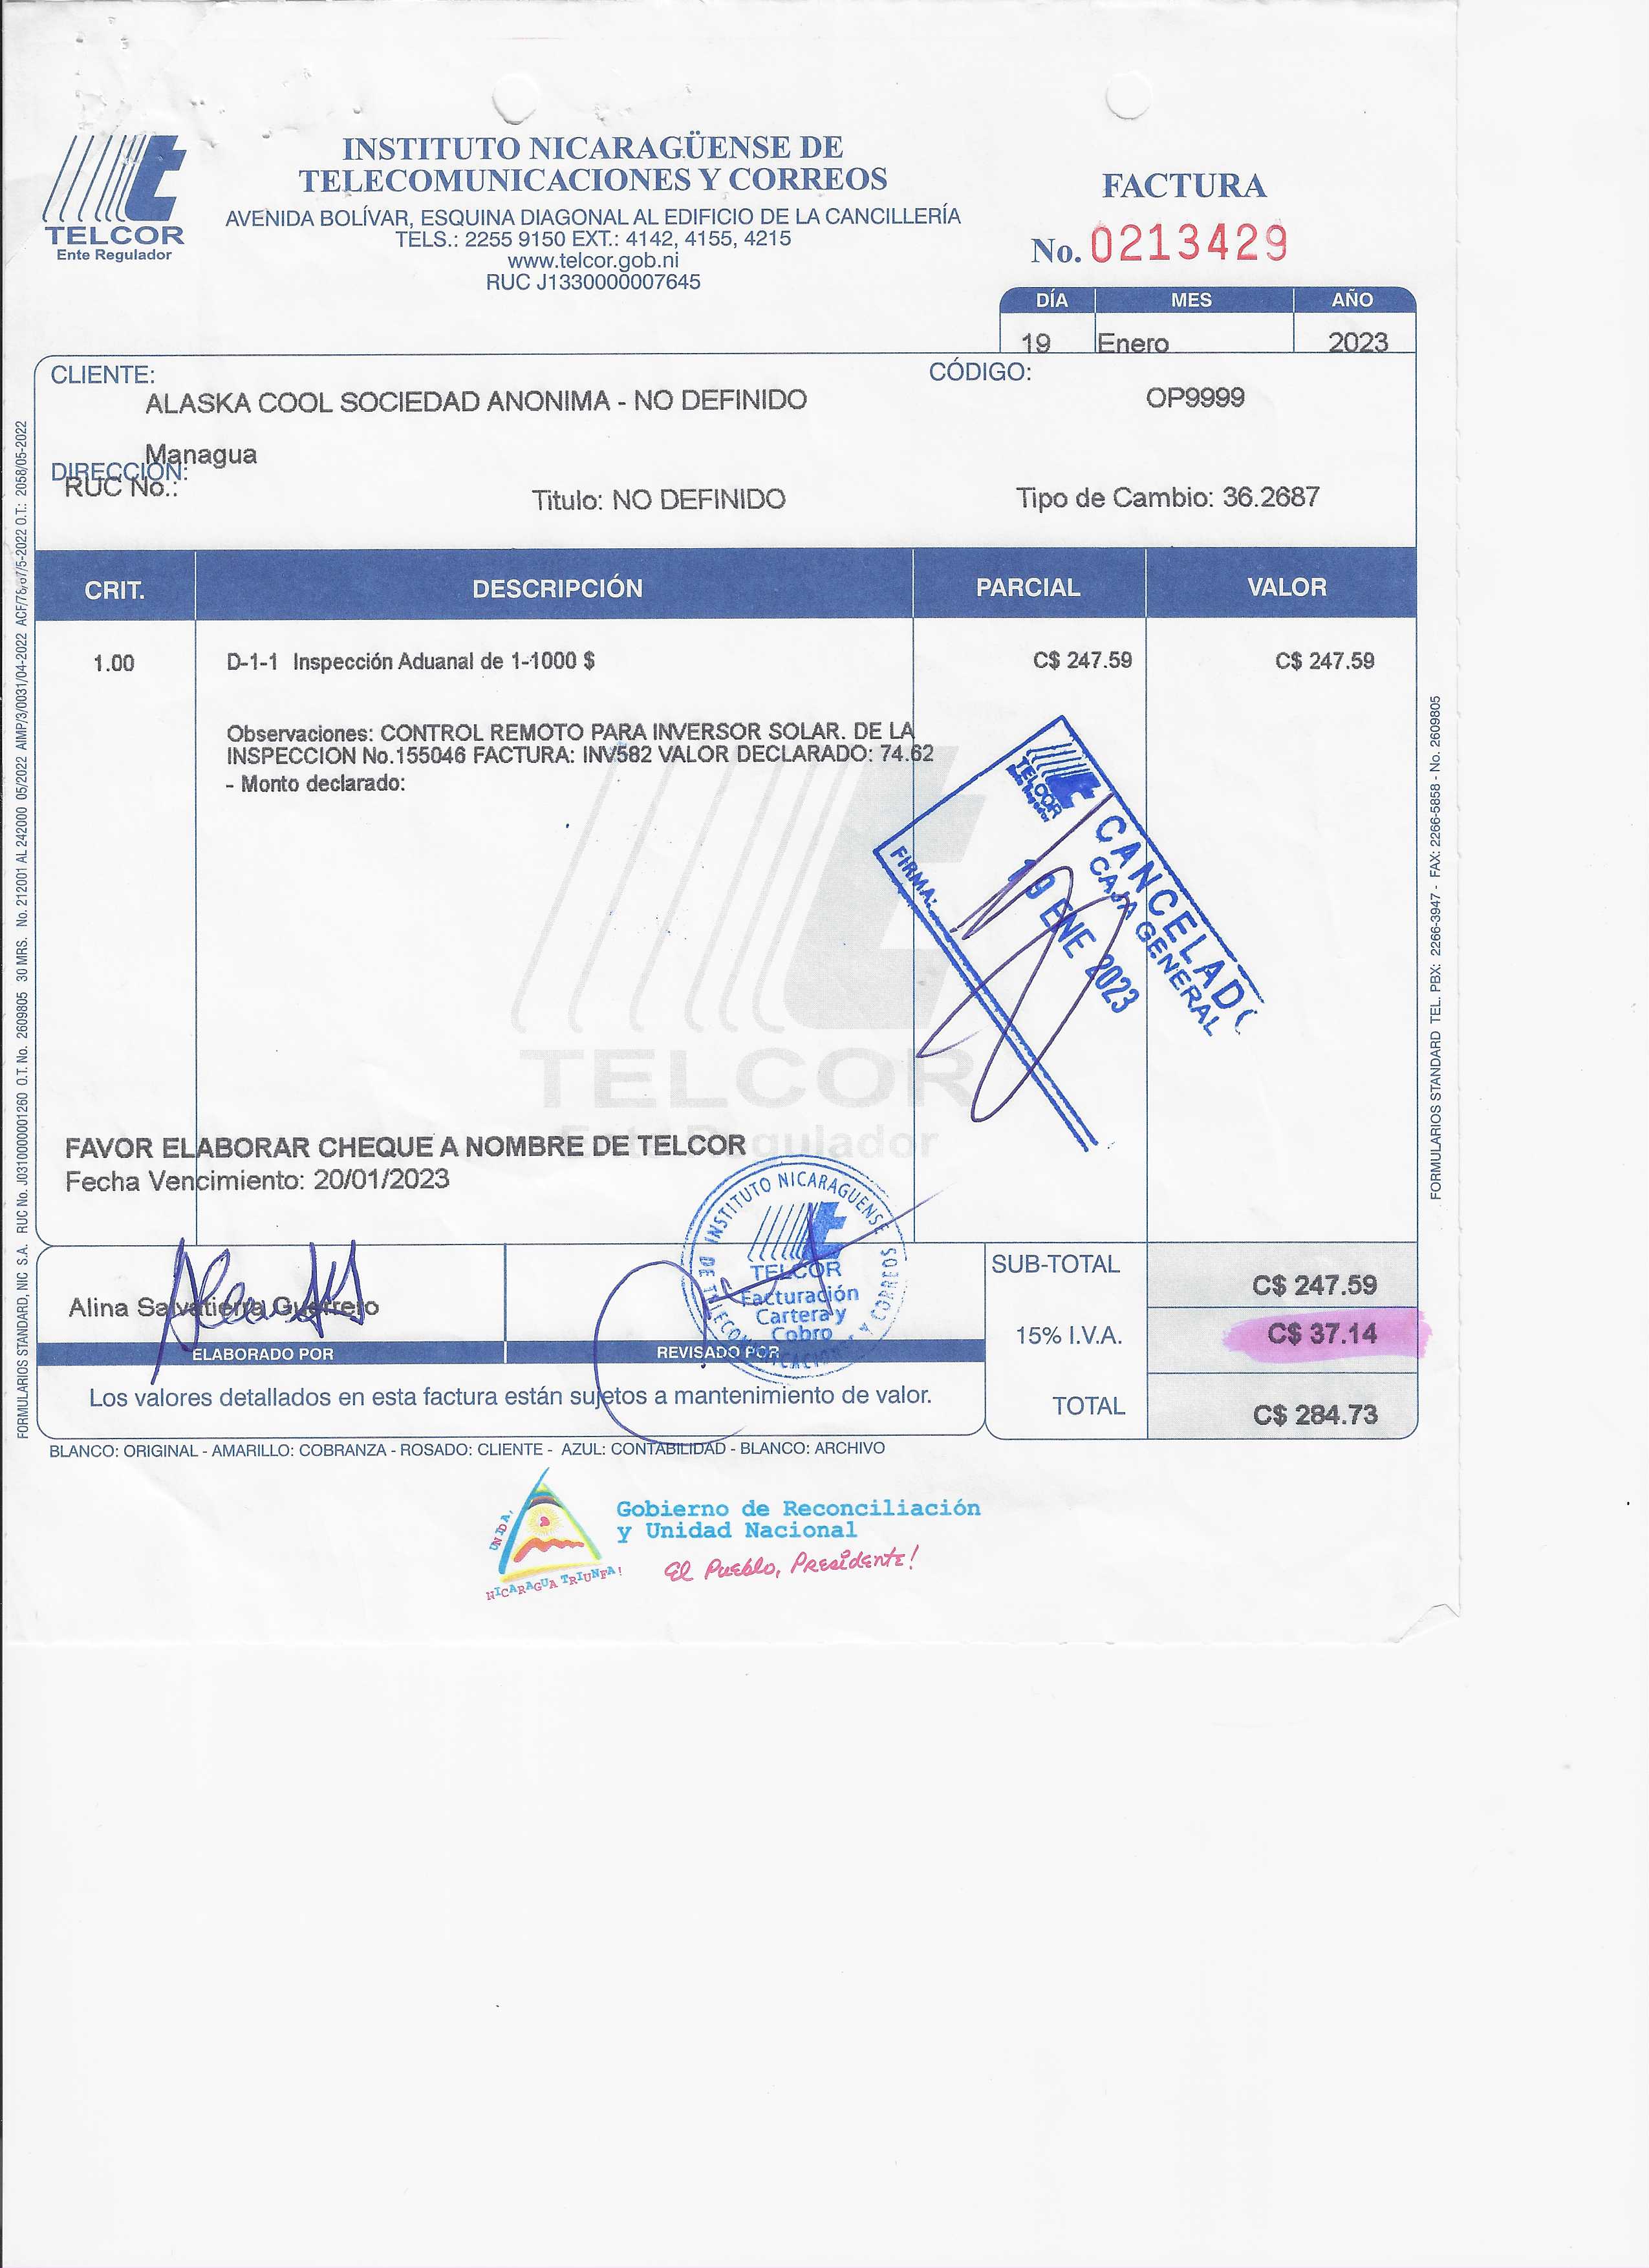 TELCOR
Ente Regulador
INSTITUTO NICARAGÜENSE DE
TELECOMUNICACIONES Y CORREOS
AVENIDA BOLÍVAR, ESQUINA DIAGONAL AL EDIFICIO DE LA CANCILLERÍA
TELS.: 2255 9150 EXT.: 4142, 4155, 4215
www.telcor.gob.ni
RUC J1330000007645
FACTURA
No. 0213429
DÍA MES AÑO
19 Enero 2023
CLIENTE: CÓDIGO:
ALASKA COOL SOCIEDAD ANONIMA - NO DEFINIDO OP9999
Managua
DIRECCIÓN:
RUC No.: Titulo: NO DEFINIDO Tipo de Cambio: 36.2687
CRIT. DESCRIPCIÓN PARCIAL VALOR
1.00 D-1-1 Inspección Aduanal de 1-1000 $ C$ 247.59 C$ 247.59
Observaciones: CONTROL REMOTO PARA INVERSOR SOLAR. DE LA
INSPECCION No.155046 FACTURA: INV582 VALOR DECLARADO: 74.62
- Monto declarado:
TELCOR
CANCELADO
CAJA GENERAL
19 ENE 2023
FIRMA:
TELCOR
Ente Regulador
FAVOR ELABORAR CHEQUE A NOMBRE DE TELCOR
Fecha Vencimiento: 20/01/2023
INSTITUTO NICARAGUENSE DE TELECOMUNICACIONES Y CORREOS
TELCOR
Facturación
Cartera y
Cobro
Alina Salvatierra Guerrero
ELABORADO POR REVISADO POR
SUB-TOTAL C$ 247.59
15% I.V.A. C$ 37.14
TOTAL C$ 284.73
Los valores detallados en esta factura están sujetos a mantenimiento de valor.
BLANCO: ORIGINAL - AMARILLO: COBRANZA - ROSADO: CLIENTE - AZUL: CONTABILIDAD - BLANCO: ARCHIVO
UNIDA,
NICARAGUA TRIUNFA!
Gobierno de Reconciliación
y Unidad Nacional
El Pueblo, Presidente!
FORMULARIOS STANDARD, NIC S.A. RUC No. J0310000001260 O.T. No. 2609805 30 MRS. No. 212001 AL 242000 05/2022 AIMP/3/0031/04-2022 O.T.: 2058/05-2022
FORMULARIOS STANDARD TEL. PBX: 2266-3947 - FAX: 2266-5858 - No. 2609805